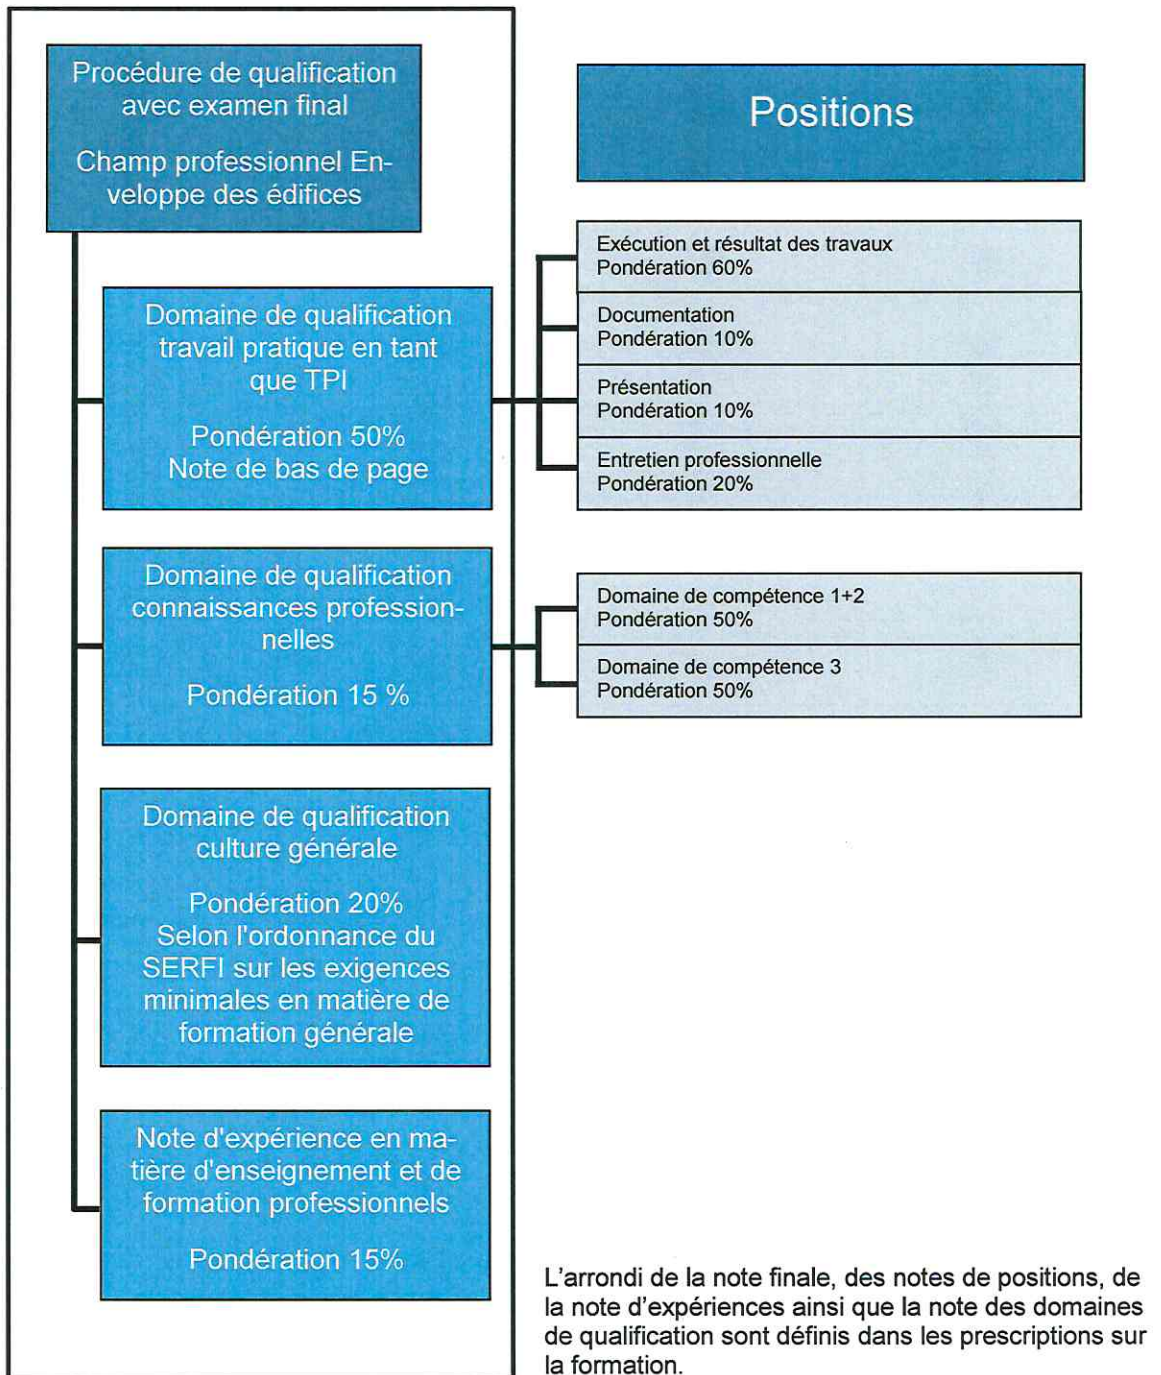 Procédure de qualification
avec examen final
Champ professionnel En-
veloppe des édifices
Positions
Domaine de qualification
travail pratique en tant
que TPI
Pondération 50%
Note de bas de page
Exécution et résultat des travaux
Pondération 60%
Documentation
Pondération 10%
Présentation
Pondération 10%
Entretien professionnelle
Pondération 20%
Domaine de qualification
connaissances profession-
nelles
Pondération 15 %
Domaine de compétence 1+2
Pondération 50%
Domaine de compétence 3
Pondération 50%
Domaine de qualification
culture générale
Pondération 20%
Selon l'ordonnance du
SERFI sur les exigences
minimales en matière de
formation générale
Note d'expérience en ma-
tière d'enseignement et de
formation professionnels
Pondération 15%
L'arrondi de la note finale, des notes de positions, de
la note d'expériences ainsi que la note des domaines
de qualification sont définis dans les prescriptions sur
la formation.